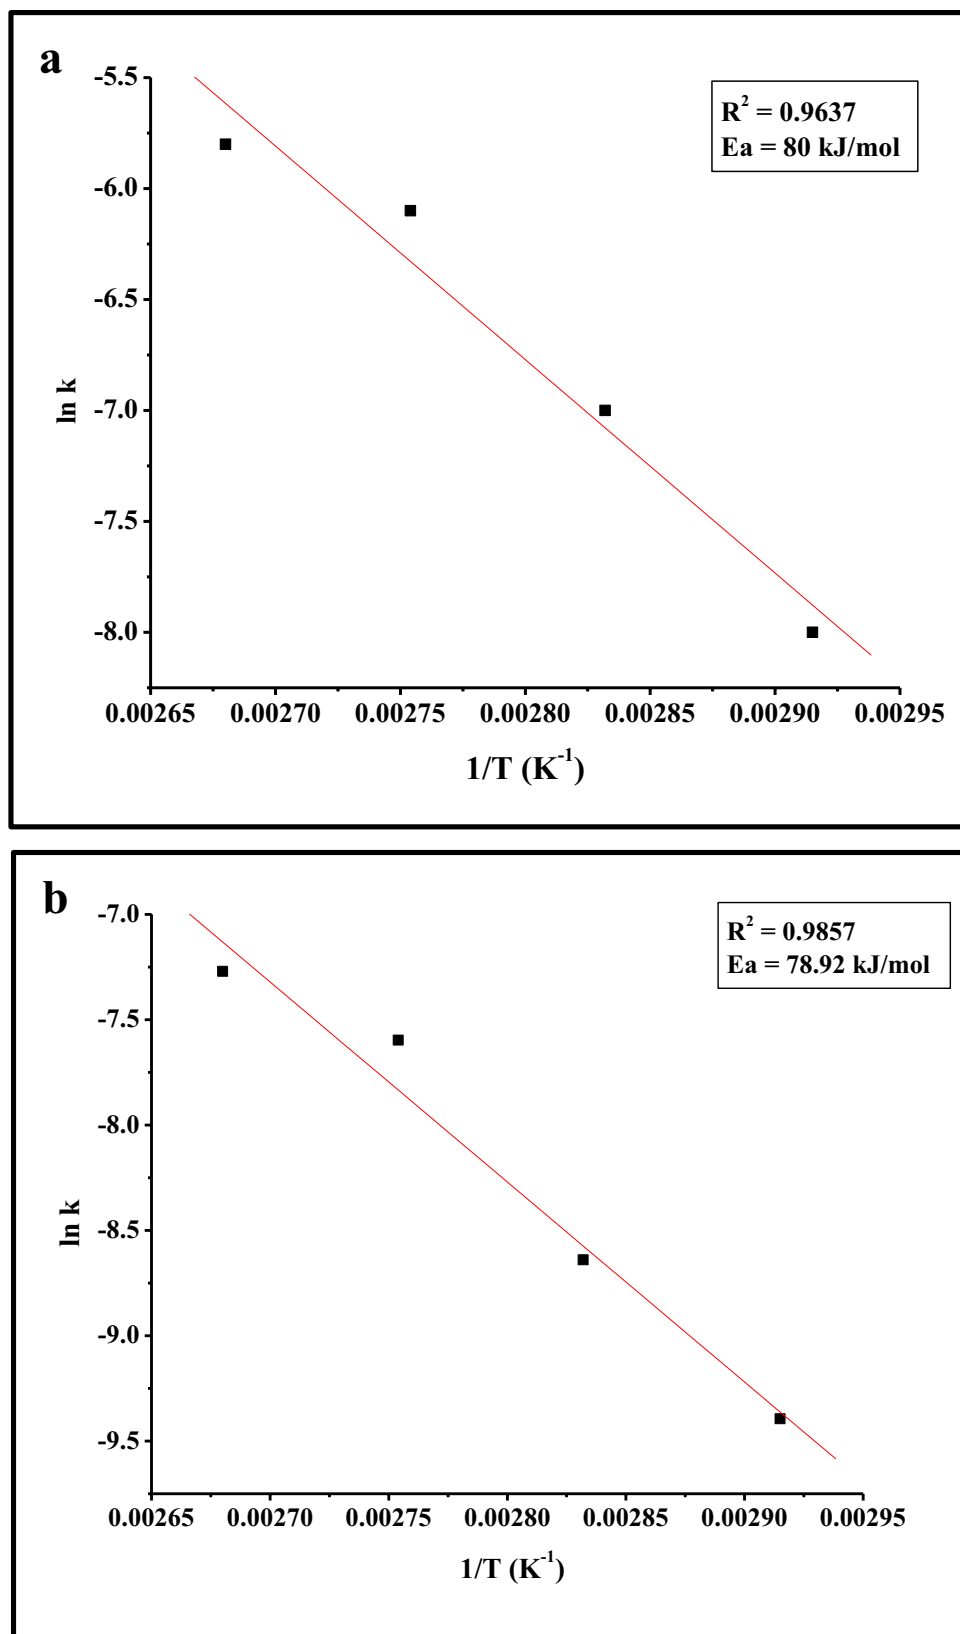 a
R² = 0.9637
Ea = 80 kJ/mol
-5.5
-6.0
-6.5
-7.0
-7.5
-8.0
ln k
0.00265 0.00270 0.00275 0.00280 0.00285 0.00290 0.00295
1/T (K⁻¹)
b
R² = 0.9857
Ea = 78.92 kJ/mol
-7.0
-7.5
-8.0
-8.5
-9.0
-9.5
ln k
0.00265 0.00270 0.00275 0.00280 0.00285 0.00290 0.00295
1/T (K⁻¹)